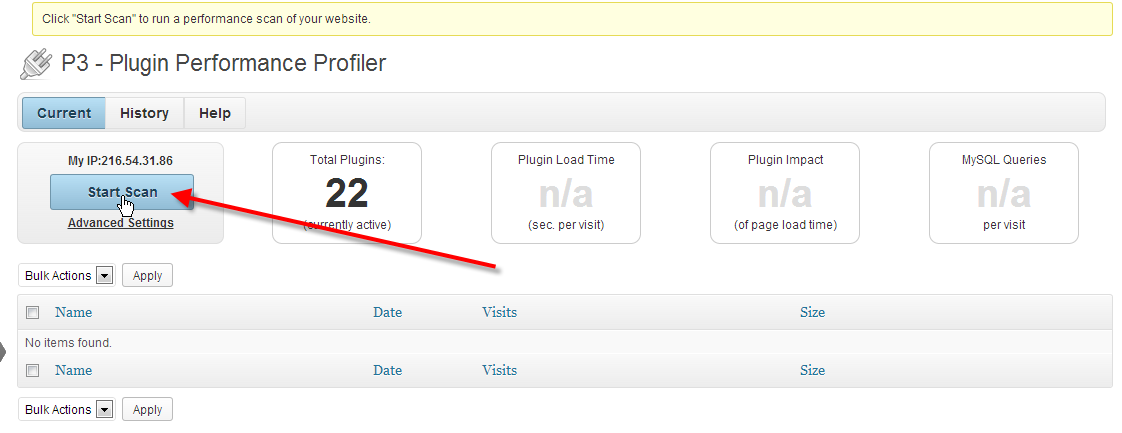 Click "Start Scan" to run a performance scan of your website.
P3 - Plugin Performance Profiler
Current History Help
My IP:216.54.31.86
Start Scan
Advanced Settings
Total Plugins:
22
(currently active)
Plugin Load Time
n/a
(sec. per visit)
Plugin Impact
n/a
(of page load time)
MySQL Queries
n/a
per visit
Bulk Actions Apply
Name Date Visits Size
No items found.
Name Date Visits Size
Bulk Actions Apply